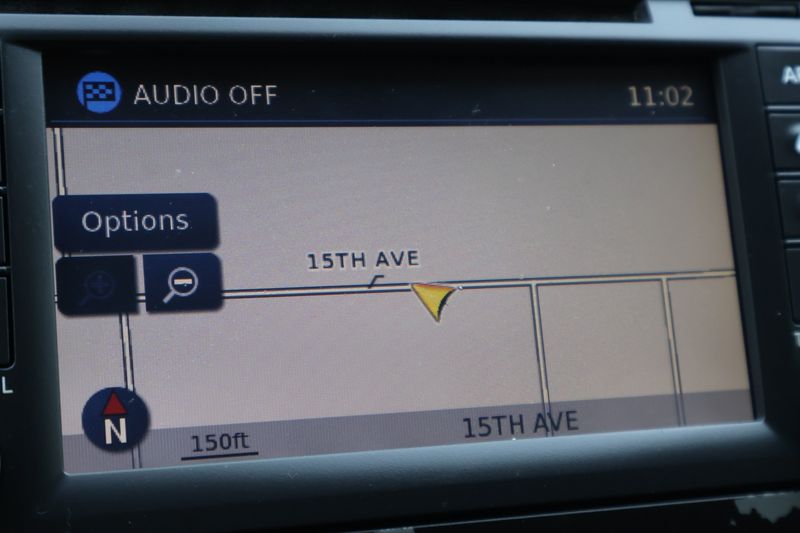 AUDIO OFF
11:02
Options
15TH AVE
N
150ft
15TH AVE
L